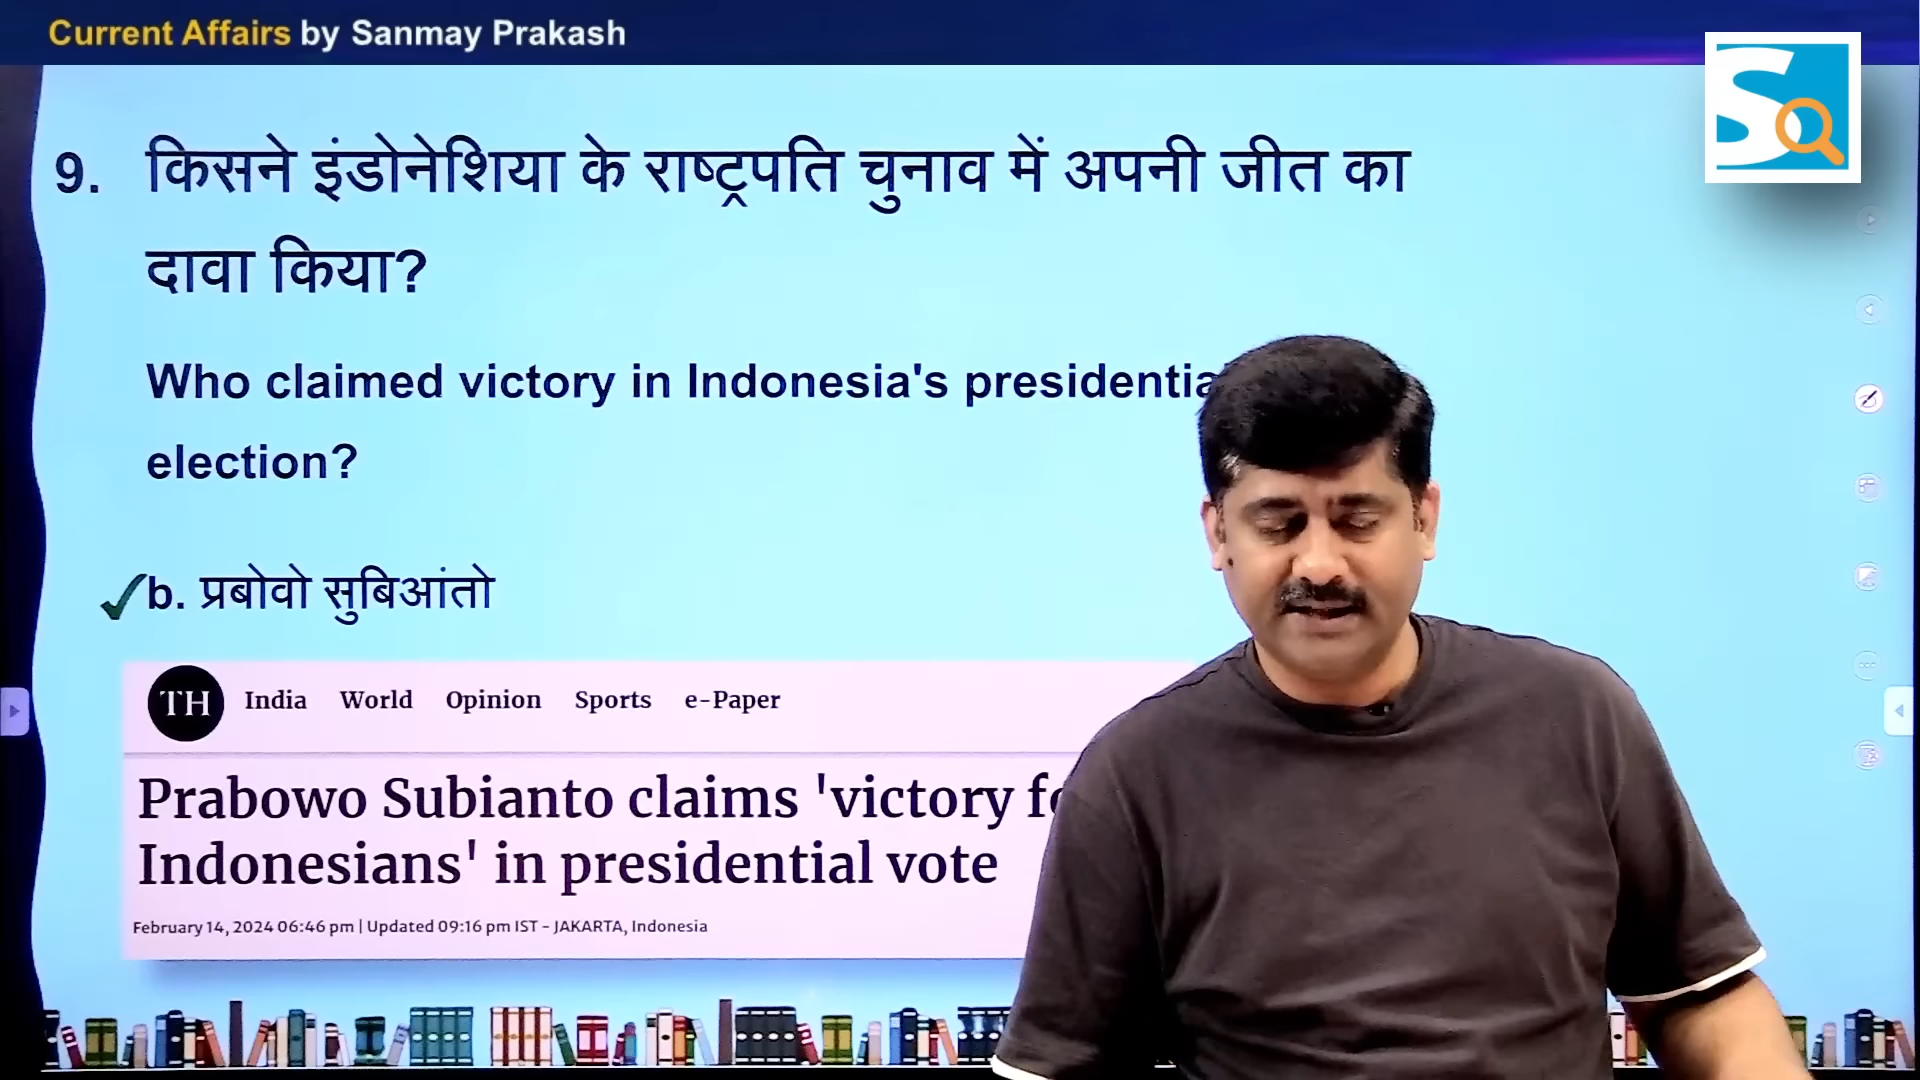 Current Affairs by Sanmay Prakash
9. किसने इंडोनेशिया के राष्ट्रपति चुनाव में अपनी जीत का
दावा किया?
Who claimed victory in Indonesia's
election?
b. प्रबोवो सुबिआंतो
TH India World Opinion Sports e-Paper
Prabowo Subianto claims 'victory
Indonesians' in presidential vote
February 14, 2024 06:46 pm | Updated 09:16 pm IST - JAKARTA, Indonesia